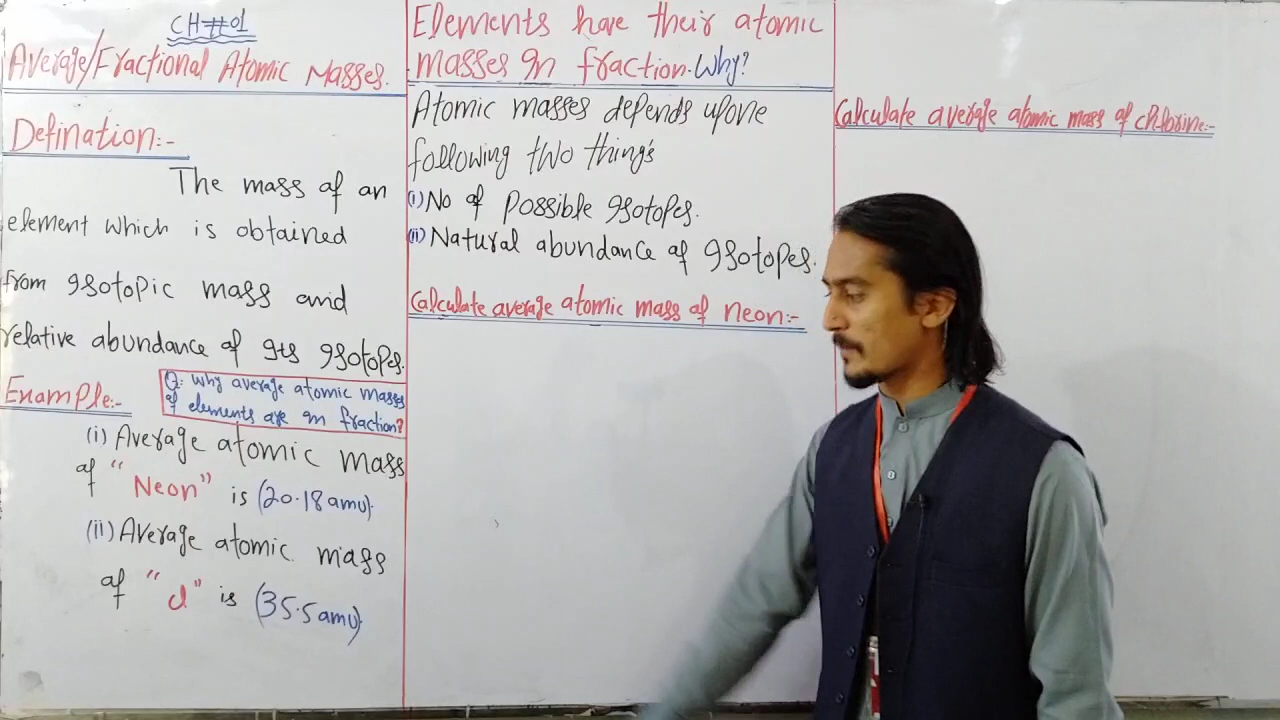 CH#01
Average/Fractional Atomic Masses.
Defination:-
The mass of an
element which is obtained
from Isotopic mass and
relative abundance of Its Isotopes.
Example:-
Q: Why average atomic masses
of elements are In fraction?
(i) Average atomic mass
of "Neon" is (20.18 amu).
(ii) Average atomic mass
of "Cl" is (35.5 amu).
Elements have their atomic
masses In fraction. Why?
Atomic masses depends upone
following two thing's
(i) No of Possible Isotopes.
(ii) Natural abundance of Isotopes.
Calculate average atomic mass of Neon:-
Calculate average atomic mass of chlorine:-